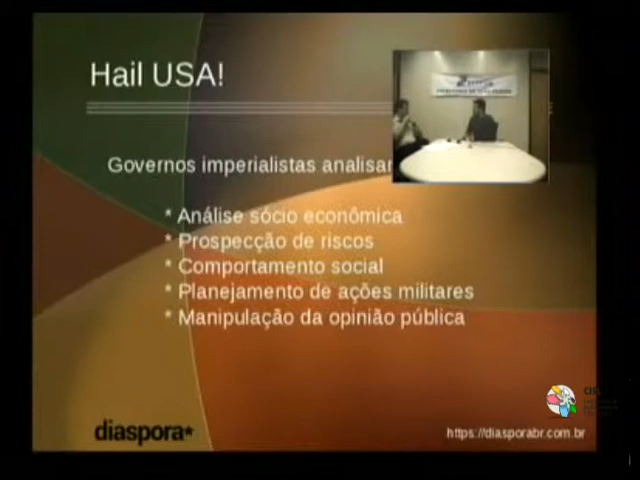 Hail USA!
Governos imperialistas analisar
* Análise sócio econômica
* Prospecção de riscos
* Comportamento social
* Planejamento de ações militares
* Manipulação da opinião pública
diaspora*
https://diasporabr.com.br